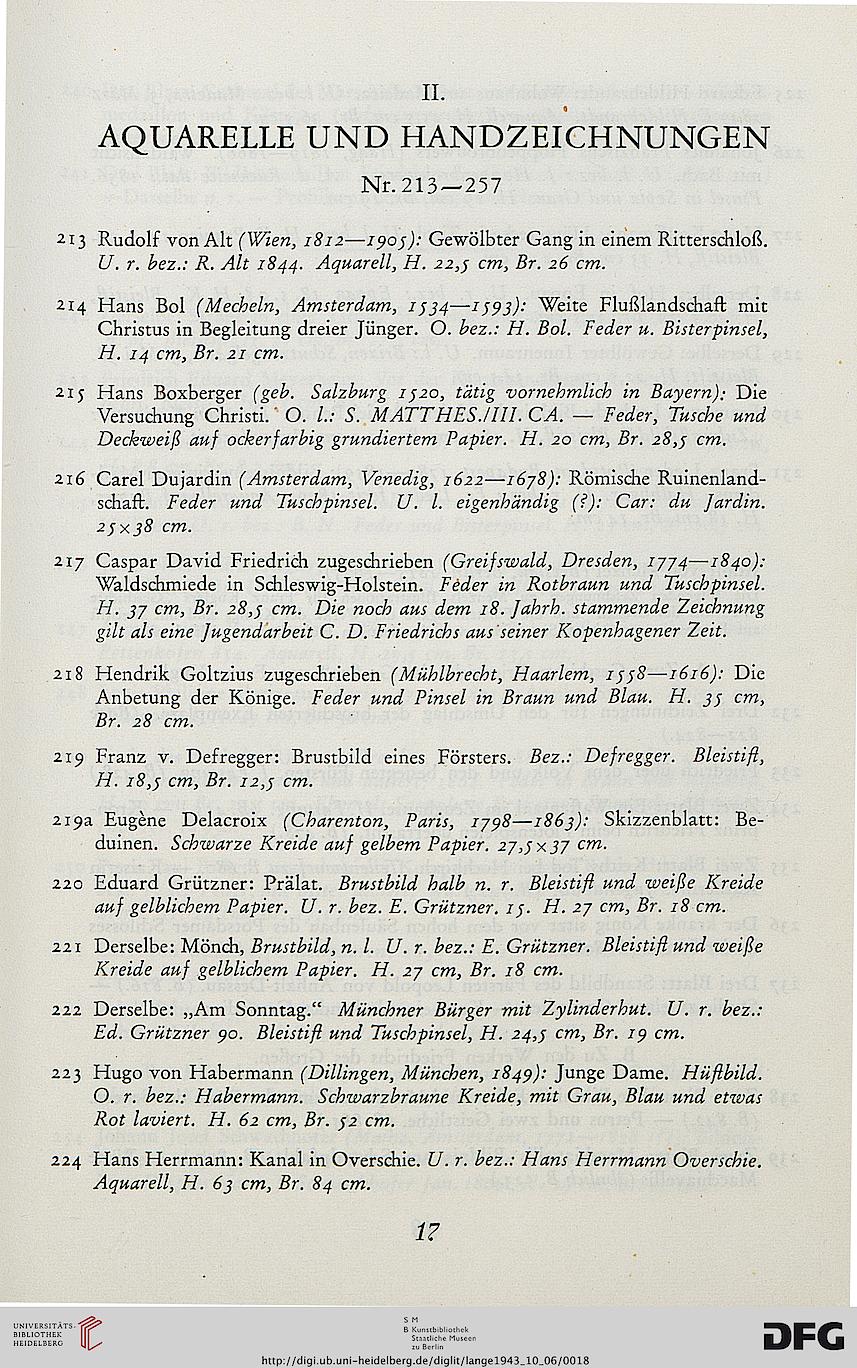 II.
AQUARELLE UND HANDZEICHNUNGEN
Nr. 213—257
213 Rudolf von Alt (Wien, 1812—1905): Gewölbter Gang in einem Ritterschloß.
U. r. bez.: R. Alt 1844. Aquarell, H. 22,5 cm, Br. 26 cm.
214 Hans Bol (Mecheln, Amsterdam, 1534—1593): Weite Flußlandschaft mit
Christus in Begleitung dreier Jünger. O. bez.: H. Bol. Feder u. Bisterpinsel,
H. 14 cm, Br. 21 cm.
215 Hans Boxberger (geb. Salzburg 1520, tätig vornehmlich in Bayern): Die
Versuchung Christi. O. l.: S. MATTHES./III. CA. — Feder, Tusche und
Deckweiß auf ockerfarbig grundiertem Papier. H. 20 cm, Br. 28,5 cm.
216 Carel Dujardin (Amsterdam, Venedig, 1622—1678): Römische Ruinenland-
schaft. Feder und Tuschpinsel. U. l. eigenhändig (?): Car: du Jardin.
25x38 cm.
217 Caspar David Friedrich zugeschrieben (Greifswald, Dresden, 1774—1840):
Waldschmiede in Schleswig-Holstein. Feder in Rotbraun und Tuschpinsel.
H. 37 cm, Br. 28,5 cm. Die noch aus dem 18. Jahrh. stammende Zeichnung
gilt als eine Jugendarbeit C. D. Friedrichs aus seiner Kopenhagener Zeit.
218 Hendrik Goltzius zugeschrieben (Mühlbrecht, Haarlem, 1558—1616): Die
Anbetung der Könige. Feder und Pinsel in Braun und Blau. H. 35 cm,
Br. 28 cm.
219 Franz v. Defregger: Brustbild eines Försters. Bez.: Defregger. Bleistift,
H. 18,5 cm, Br. 12,5 cm.
219a Eugène Delacroix (Charenton, Paris, 1798—1863): Skizzenblatt: Be-
duinen. Schwarze Kreide auf gelbem Papier. 27,5x37 cm.
220 Eduard Grützner: Prälat. Brustbild halb n. r. Bleistift und weiße Kreide
auf gelblichem Papier. U. r. bez. E. Grützner. 15. H. 27 cm, Br. 18 cm.
221 Derselbe: Mönch, Brustbild, n. l. U. r. bez.: E. Grützner. Bleistift und weiße
Kreide auf gelblichem Papier. H. 27 cm, Br. 18 cm.
222 Derselbe: „Am Sonntag.“ Münchner Bürger mit Zylinderhut. U. r. bez.:
Ed. Grützner 90. Bleistift und Tuschpinsel, H. 24,5 cm, Br. 19 cm.
223 Hugo von Habermann (Dillingen, München, 1849): Junge Dame. Hüftbild.
O. r. bez.: Habermann. Schwarzbraune Kreide, mit Grau, Blau und etwas
Rot laviert. H. 62 cm, Br. 52 cm.
224 Hans Herrmann: Kanal in Overschie. U. r. bez.: Hans Herrmann Overschie.
Aquarell, H. 63 cm, Br. 84 cm.
17
UNIVERSITÄTS-
BIBLIOTHEK
HEIDELBERG
S M
B Kunstbibliothek
Staatliche Museen
zu Berlin
DFG
http://digi.ub.uni-heidelberg.de/diglit/lange1943_10_06/0018